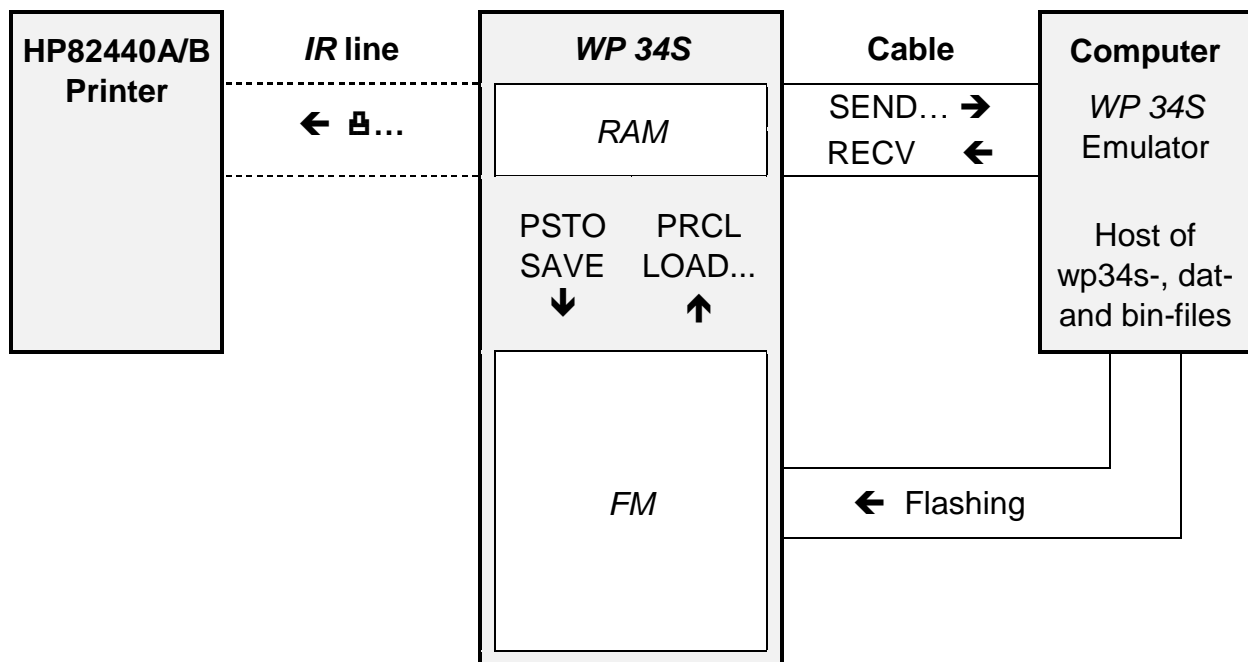 HP82440A/B
Printer
IR line
← 凸...
WP 34S
RAM
PSTO PRCL
SAVE LOAD...
↓ ↑
FM
Cable
SEND... →
RECV ←
← Flashing
Computer
WP 34S
Emulator
Host of
wp34s-, dat-
and bin-files